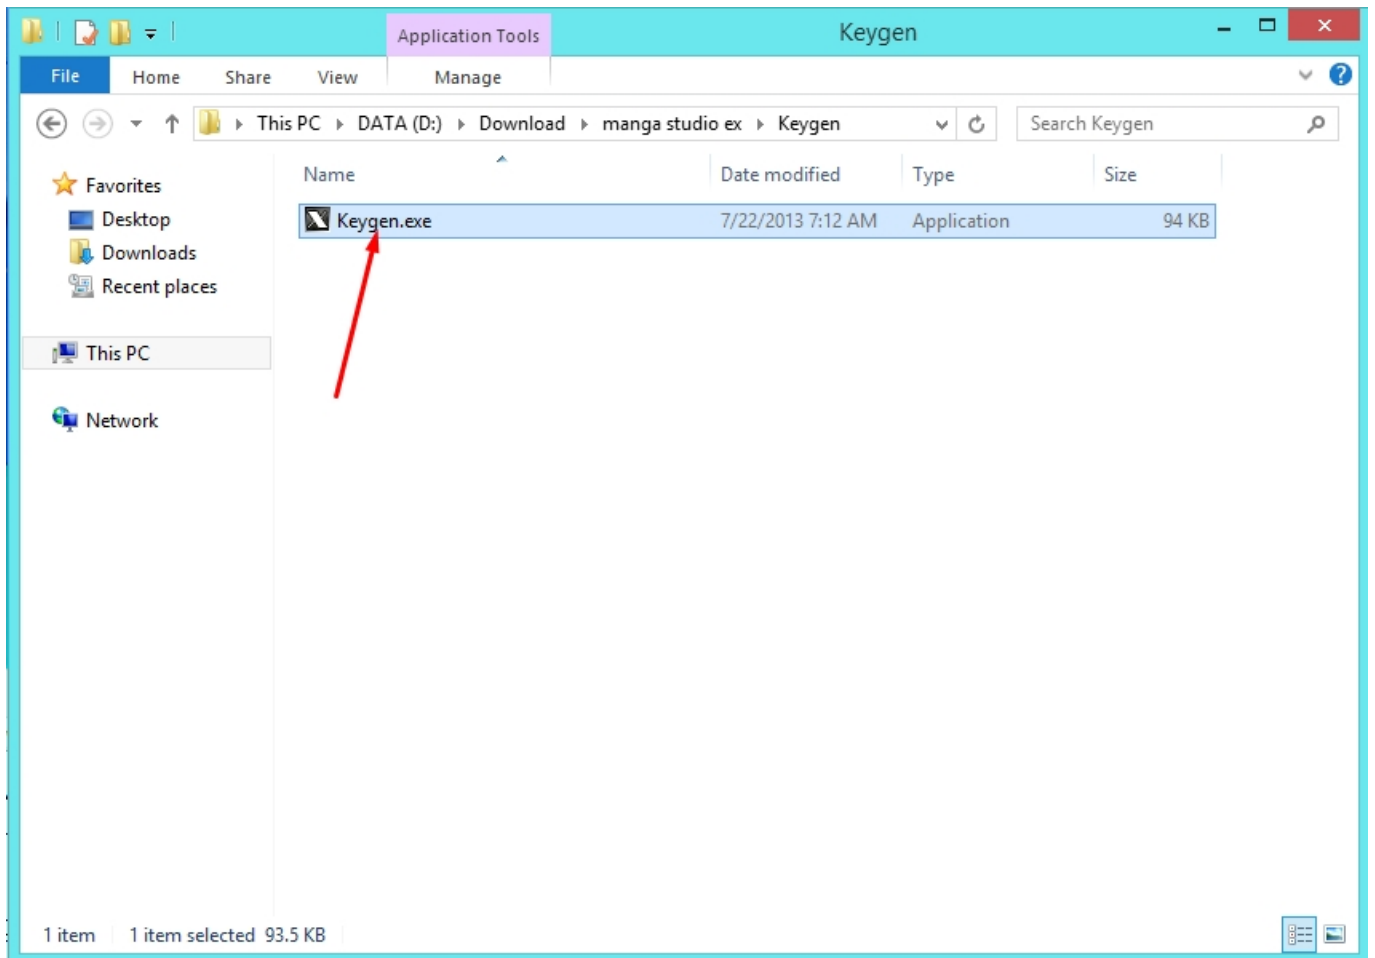 Application Tools
Keygen
File Home Share View Manage
This PC DATA (D:) Download manga studio ex Keygen
Search Keygen
Name Date modified Type Size
Favorites
Desktop
Downloads
Recent places
This PC
Network
Keygen.exe 7/22/2013 7:12 AM Application 94 KB
1 item 1 item selected 93.5 KB